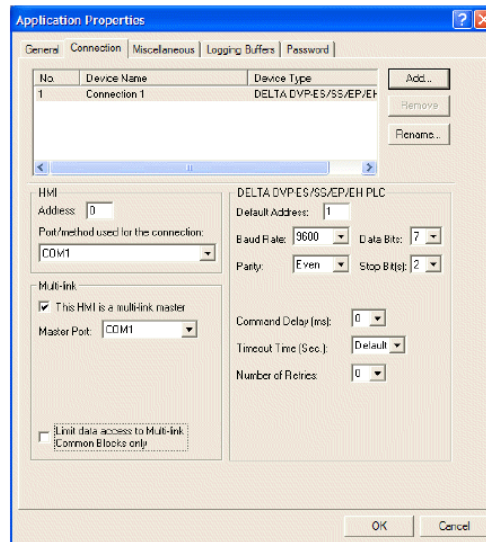 Application Properties
General Connection Miscellaneous Logging Buffers Password
No. Device Name Device Type
1 Connection 1 DELTA DVP-ES/SS/EP/EH
Add...
Remove
Rename...
HMI
Address: 0
Port/method used for the connection:
COM1
Multi-link
This HMI is a multi-link master
Master Port: COM1
Limit data access to Multi-link
Common Blocks only
DELTA DVP-ES/SS/EP/EH PLC
Default Address: 1
Baud Rate: 9600 Data Bits: 7
Parity: Even Stop Bit(s): 2
Command Delay (ms): 0
Timeout Time (Sec.): Default
Number of Retries: 0
OK Cancel